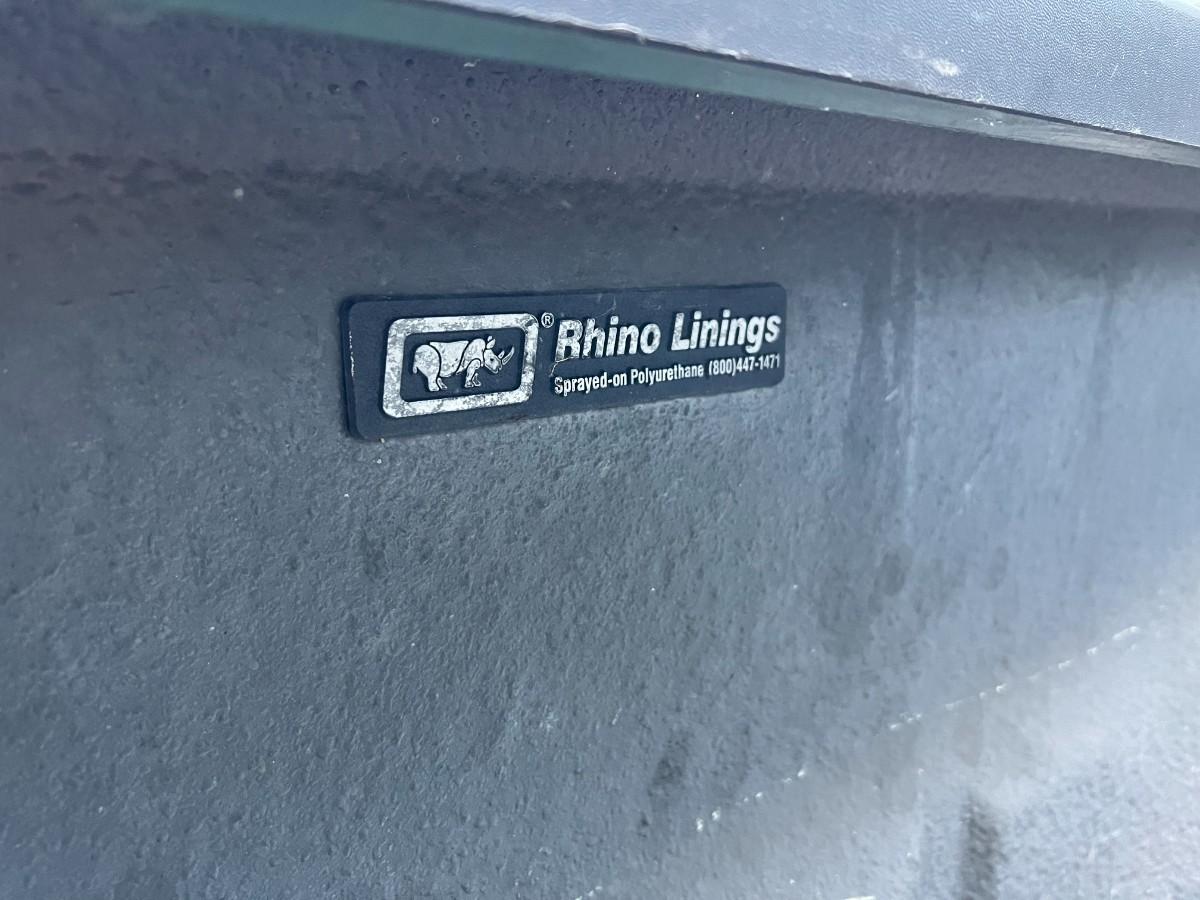 ® Rhino Linings
Sprayed-on Polyurethane (800)447-1471